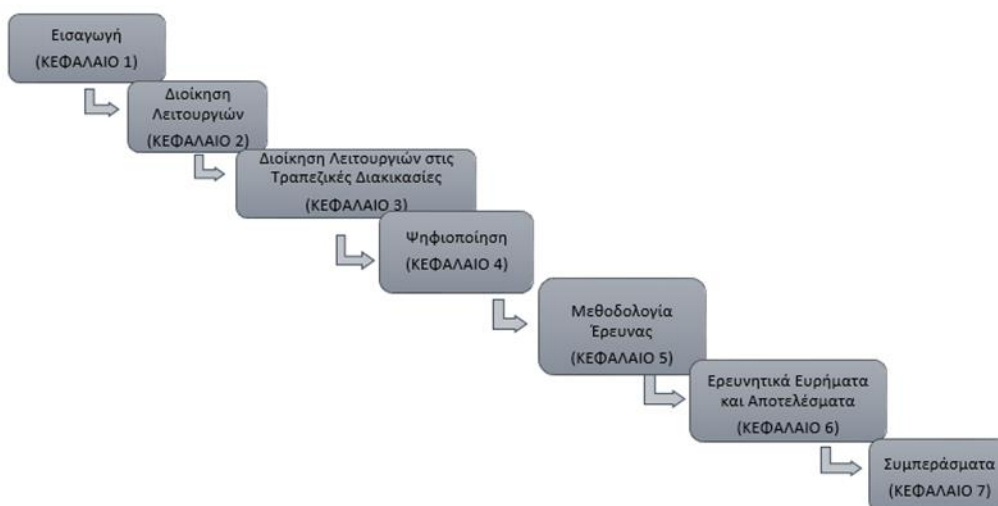 Εισαγωγή
(ΚΕΦΑΛΑΙΟ 1)
Διοίκηση
Λειτουργιών
(ΚΕΦΑΛΑΙΟ 2)
Διοίκηση Λειτουργιών στις
Τραπεζικές Διακικασίες
(ΚΕΦΑΛΑΙΟ 3)
Ψηφιοποίηση
(ΚΕΦΑΛΑΙΟ 4)
Μεθοδολογία
Έρευνας
(ΚΕΦΑΛΑΙΟ 5)
Ερευνητικά Ευρήματα
και Αποτελέσματα
(ΚΕΦΑΛΑΙΟ 6)
Συμπεράσματα
(ΚΕΦΑΛΑΙΟ 7)